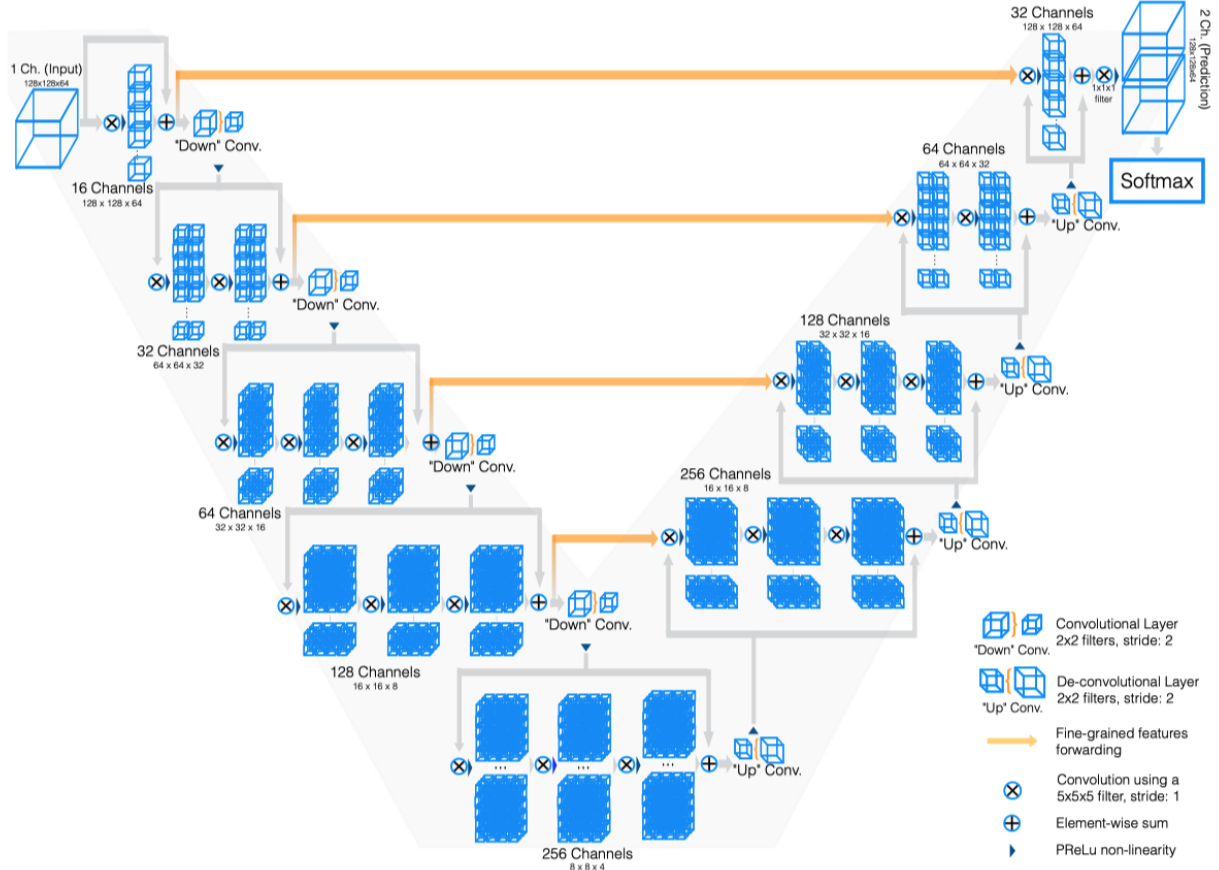 1 Ch. (Input)
128x128x64
"Down" Conv.
16 Channels
128 x 128 x 64
"Down" Conv.
32 Channels
64 x 64 x 32
"Down" Conv.
64 Channels
32 x 32 x 16
"Down" Conv.
128 Channels
16 x 16 x 8
...
...
...
256 Channels
8 x 8 x 4
"Up" Conv.
256 Channels
16 x 16 x 8
"Up" Conv.
128 Channels
32 x 32 x 16
"Up" Conv.
64 Channels
64 x 64 x 32
"Up" Conv.
32 Channels
128 x 128 x 64
1x1x1
filter
2 Ch. (Prediction)
128x128x64
Softmax
"Down" Conv.
Convolutional Layer
2x2 filters, stride: 2
"Up" Conv.
De-convolutional Layer
2x2 filters, stride: 2
Fine-grained features
forwarding
Convolution using a
5x5x5 filter, stride: 1
Element-wise sum
PReLu non-linearity